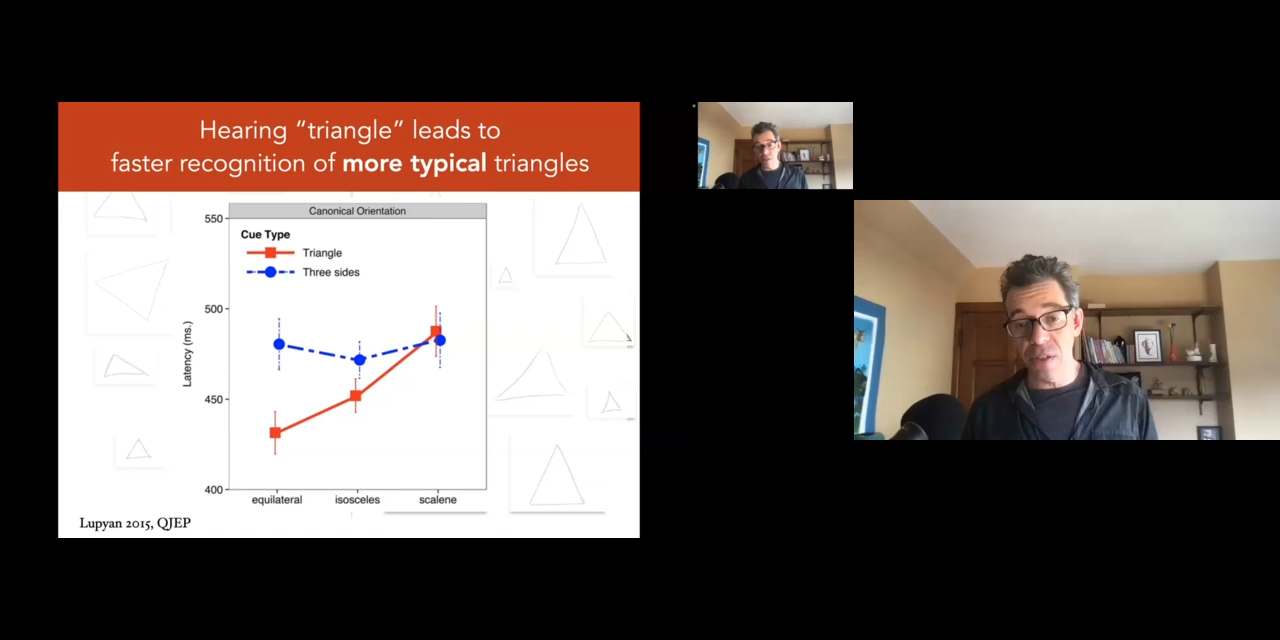 Hearing “triangle” leads to
faster recognition of more typical triangles
Canonical Orientation
Cue Type
Triangle
Three sides
Latency (ms.)
550
500
450
400
equilateral isosceles scalene
Lupyan 2015, QJEP